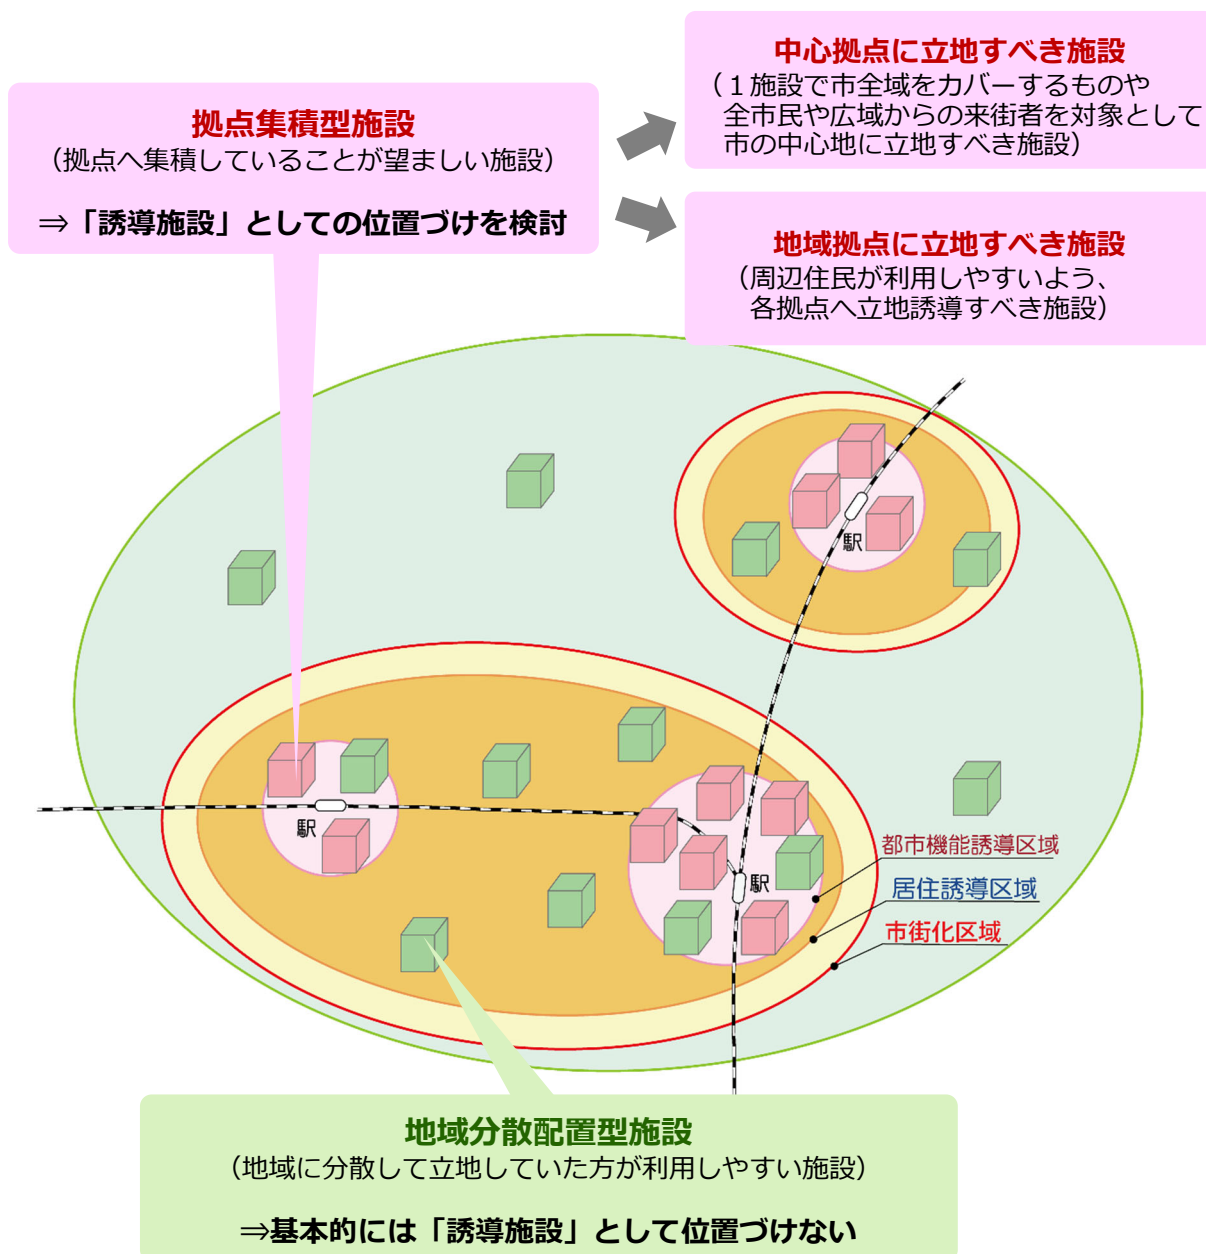 中心拠点に立地すべき施設
（１施設で市全域をカバーするものや
全市民や広域からの来街者を対象として
市の中心地に立地すべき施設）
拠点集積型施設
（拠点へ集積していることが望ましい施設）
⇒「誘導施設」としての位置づけを検討
地域拠点に立地すべき施設
（周辺住民が利用しやすいよう、
各拠点へ立地誘導すべき施設）
駅
駅
駅
都市機能誘導区域
居住誘導区域
市街化区域
地域分散配置型施設
（地域に分散して立地していた方が利用しやすい施設）
⇒基本的には「誘導施設」として位置づけない